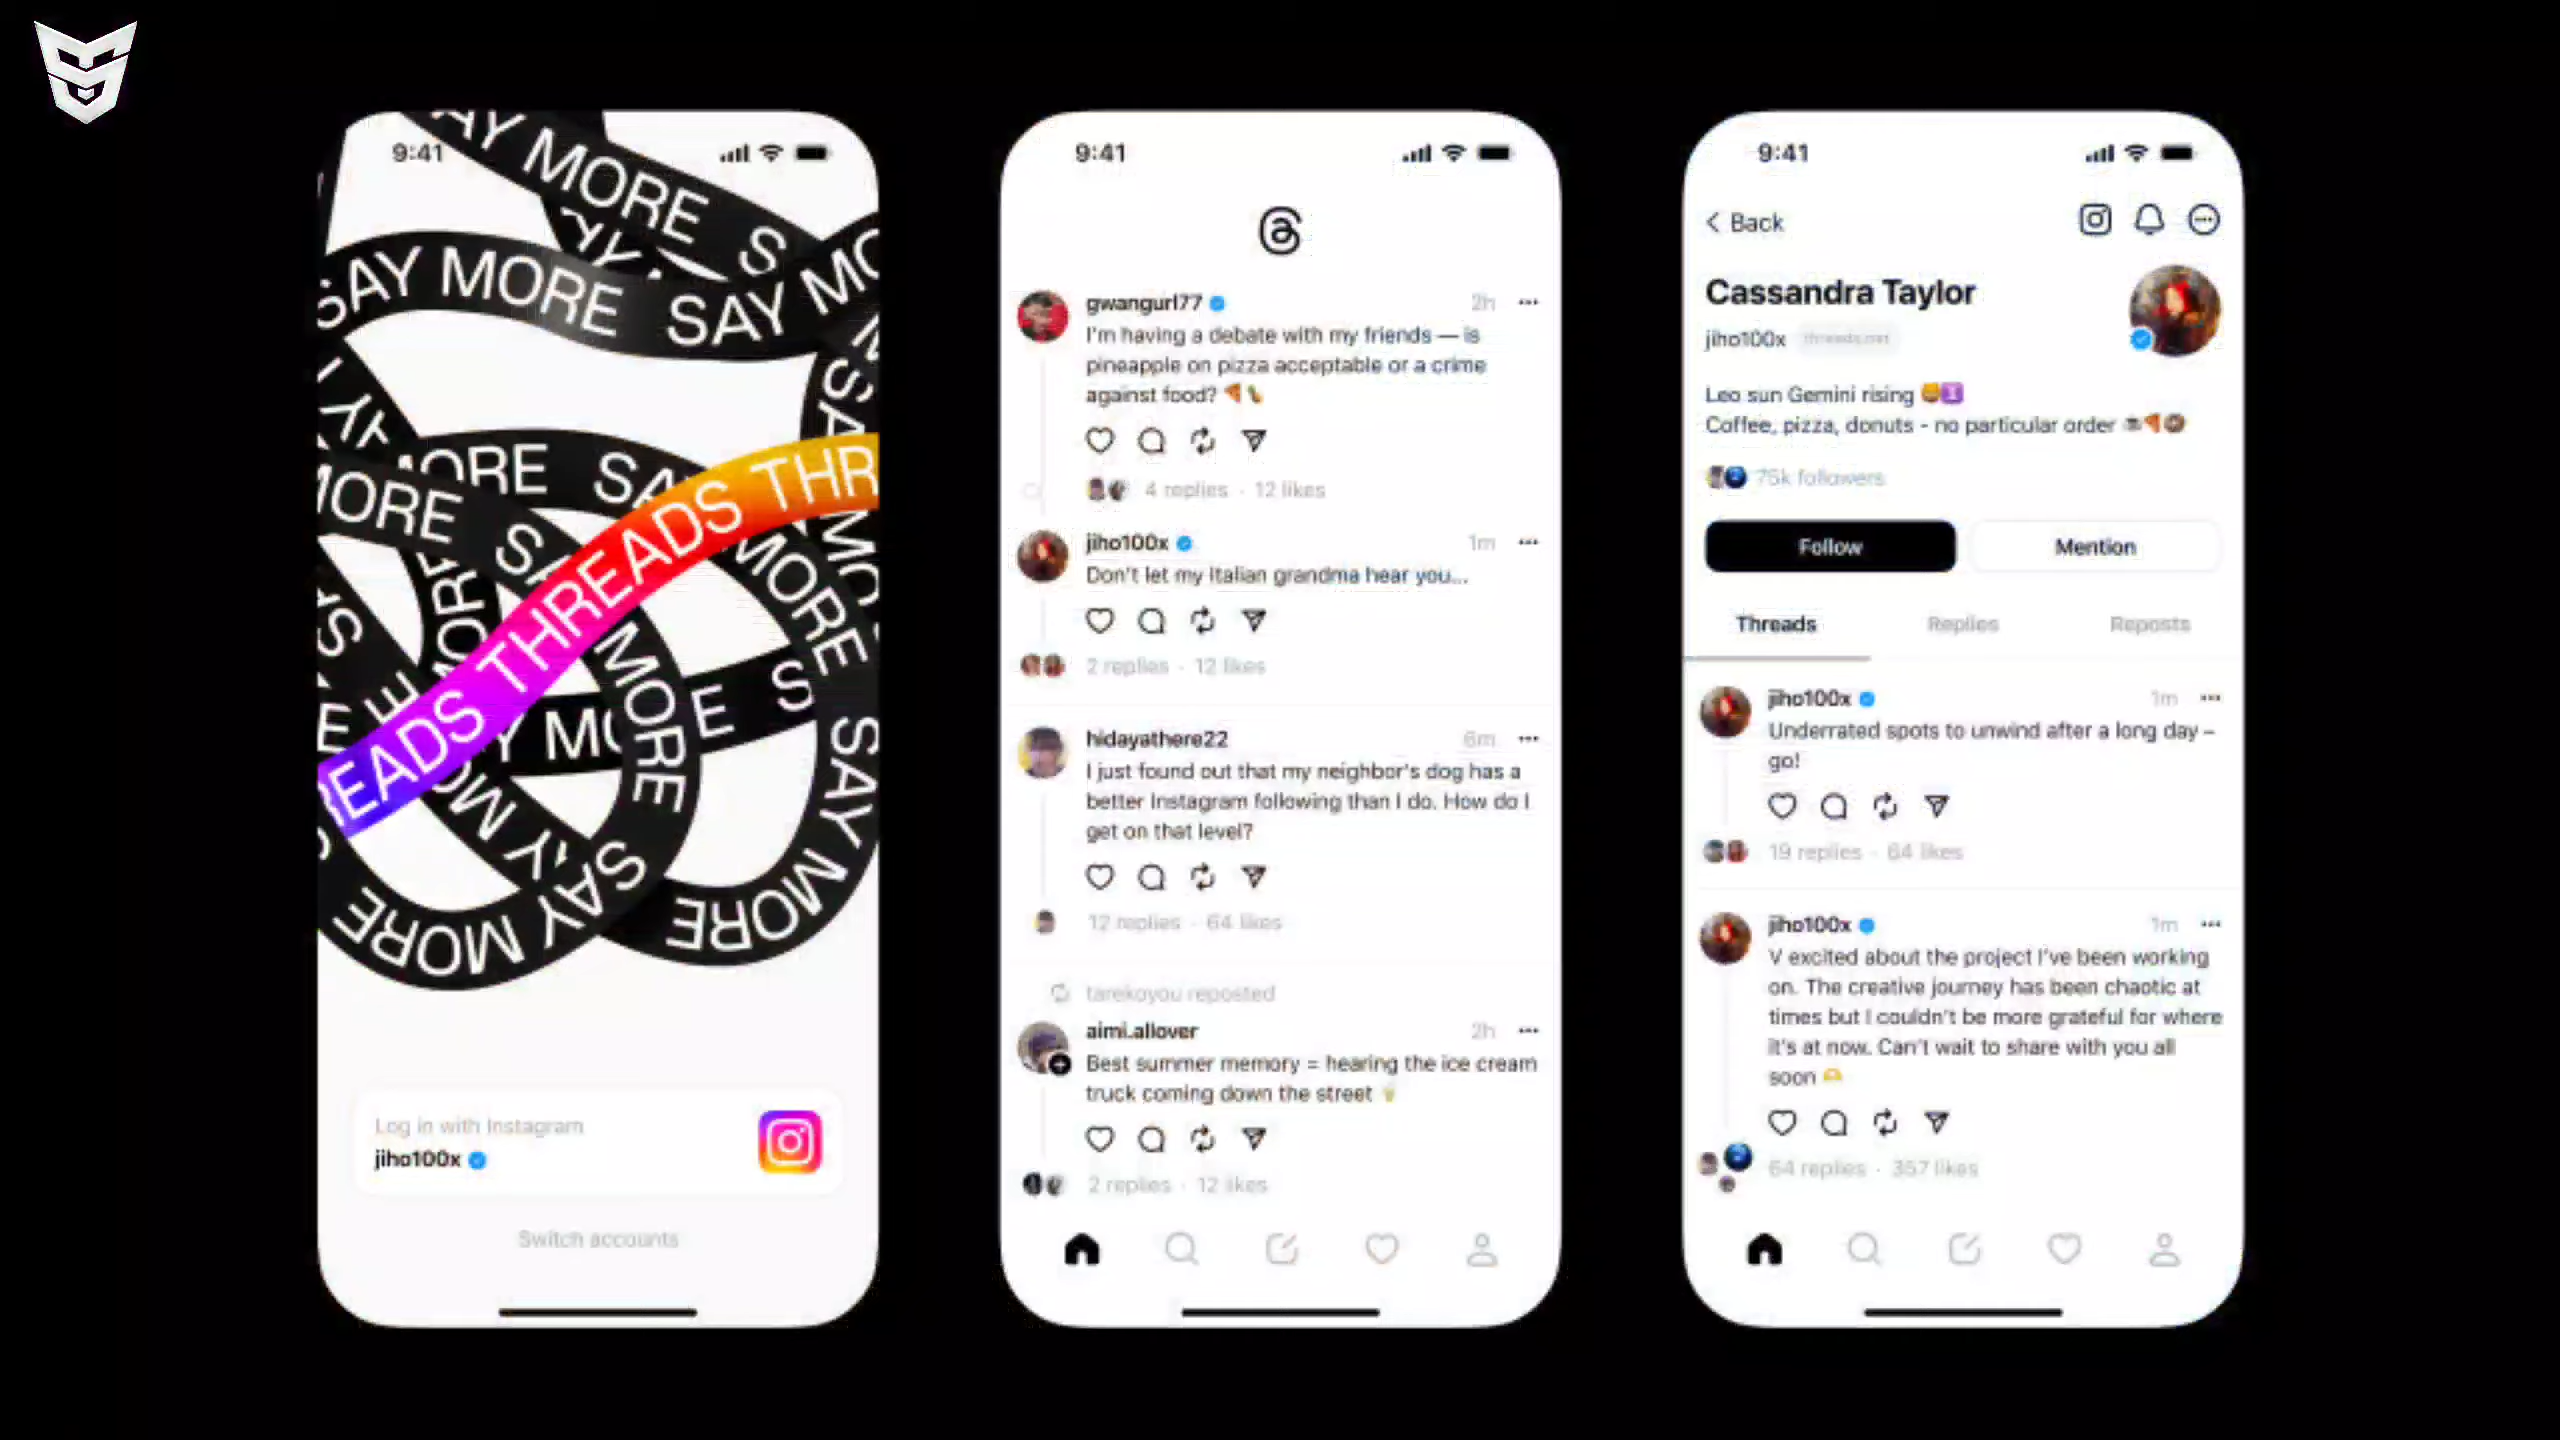 9:41
SAY MORE SAY MORE
SAY MORE SAY MORE
THREADS THREADS
SAY MORE
MORE
Log in with Instagram
jiho100x
Switch accounts
9:41
gwangurl77 2h
I'm having a debate with my friends — is
pineapple on pizza acceptable or a crime
against food? 🍕🍍
4 replies · 12 likes
jiho100x 1m
Don't let my Italian grandma hear you...
2 replies · 12 likes
hidayathere22 6m
I just found out that my neighbor's dog has a
better Instagram following than I do. How do I
get on that level?
12 replies · 64 likes
tarekoyou reposted
aimi.allover 2h
Best summer memory = hearing the ice cream
truck coming down the street 🍦
2 replies · 12 likes
9:41
Back
Cassandra Taylor
jiho100x threads.net
Leo sun Gemini rising 🦁♊
Coffee, pizza, donuts - no particular order ☕🍕🍩
75k followers
Follow Mention
Threads Replies Reposts
jiho100x 1m
Underrated spots to unwind after a long day –
go!
19 replies · 64 likes
jiho100x 1m
V excited about the project I've been working
on. The creative journey has been chaotic at
times but I couldn't be more grateful for where
it's at now. Can't wait to share with you all
soon 🫶
64 replies · 357 likes